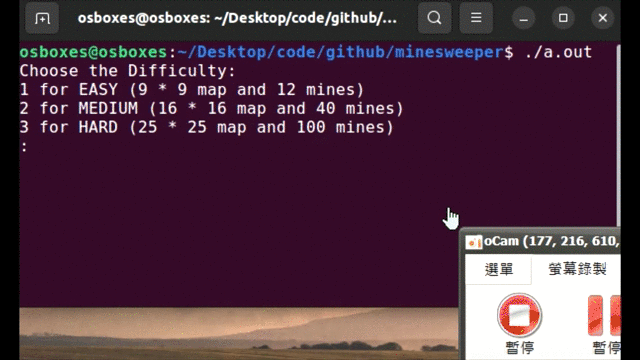 osboxes@osboxes: ~/Desktop/code/github/...
osboxes@osboxes:~/Desktop/code/github/minesweeper$ ./a.out
Choose the Difficulty:
1 for EASY (9 * 9 map and 12 mines)
2 for MEDIUM (16 * 16 map and 40 mines)
3 for HARD (25 * 25 map and 100 mines)
:
oCam (177, 216, 610,
選單 螢幕錄製
暫停 暫停